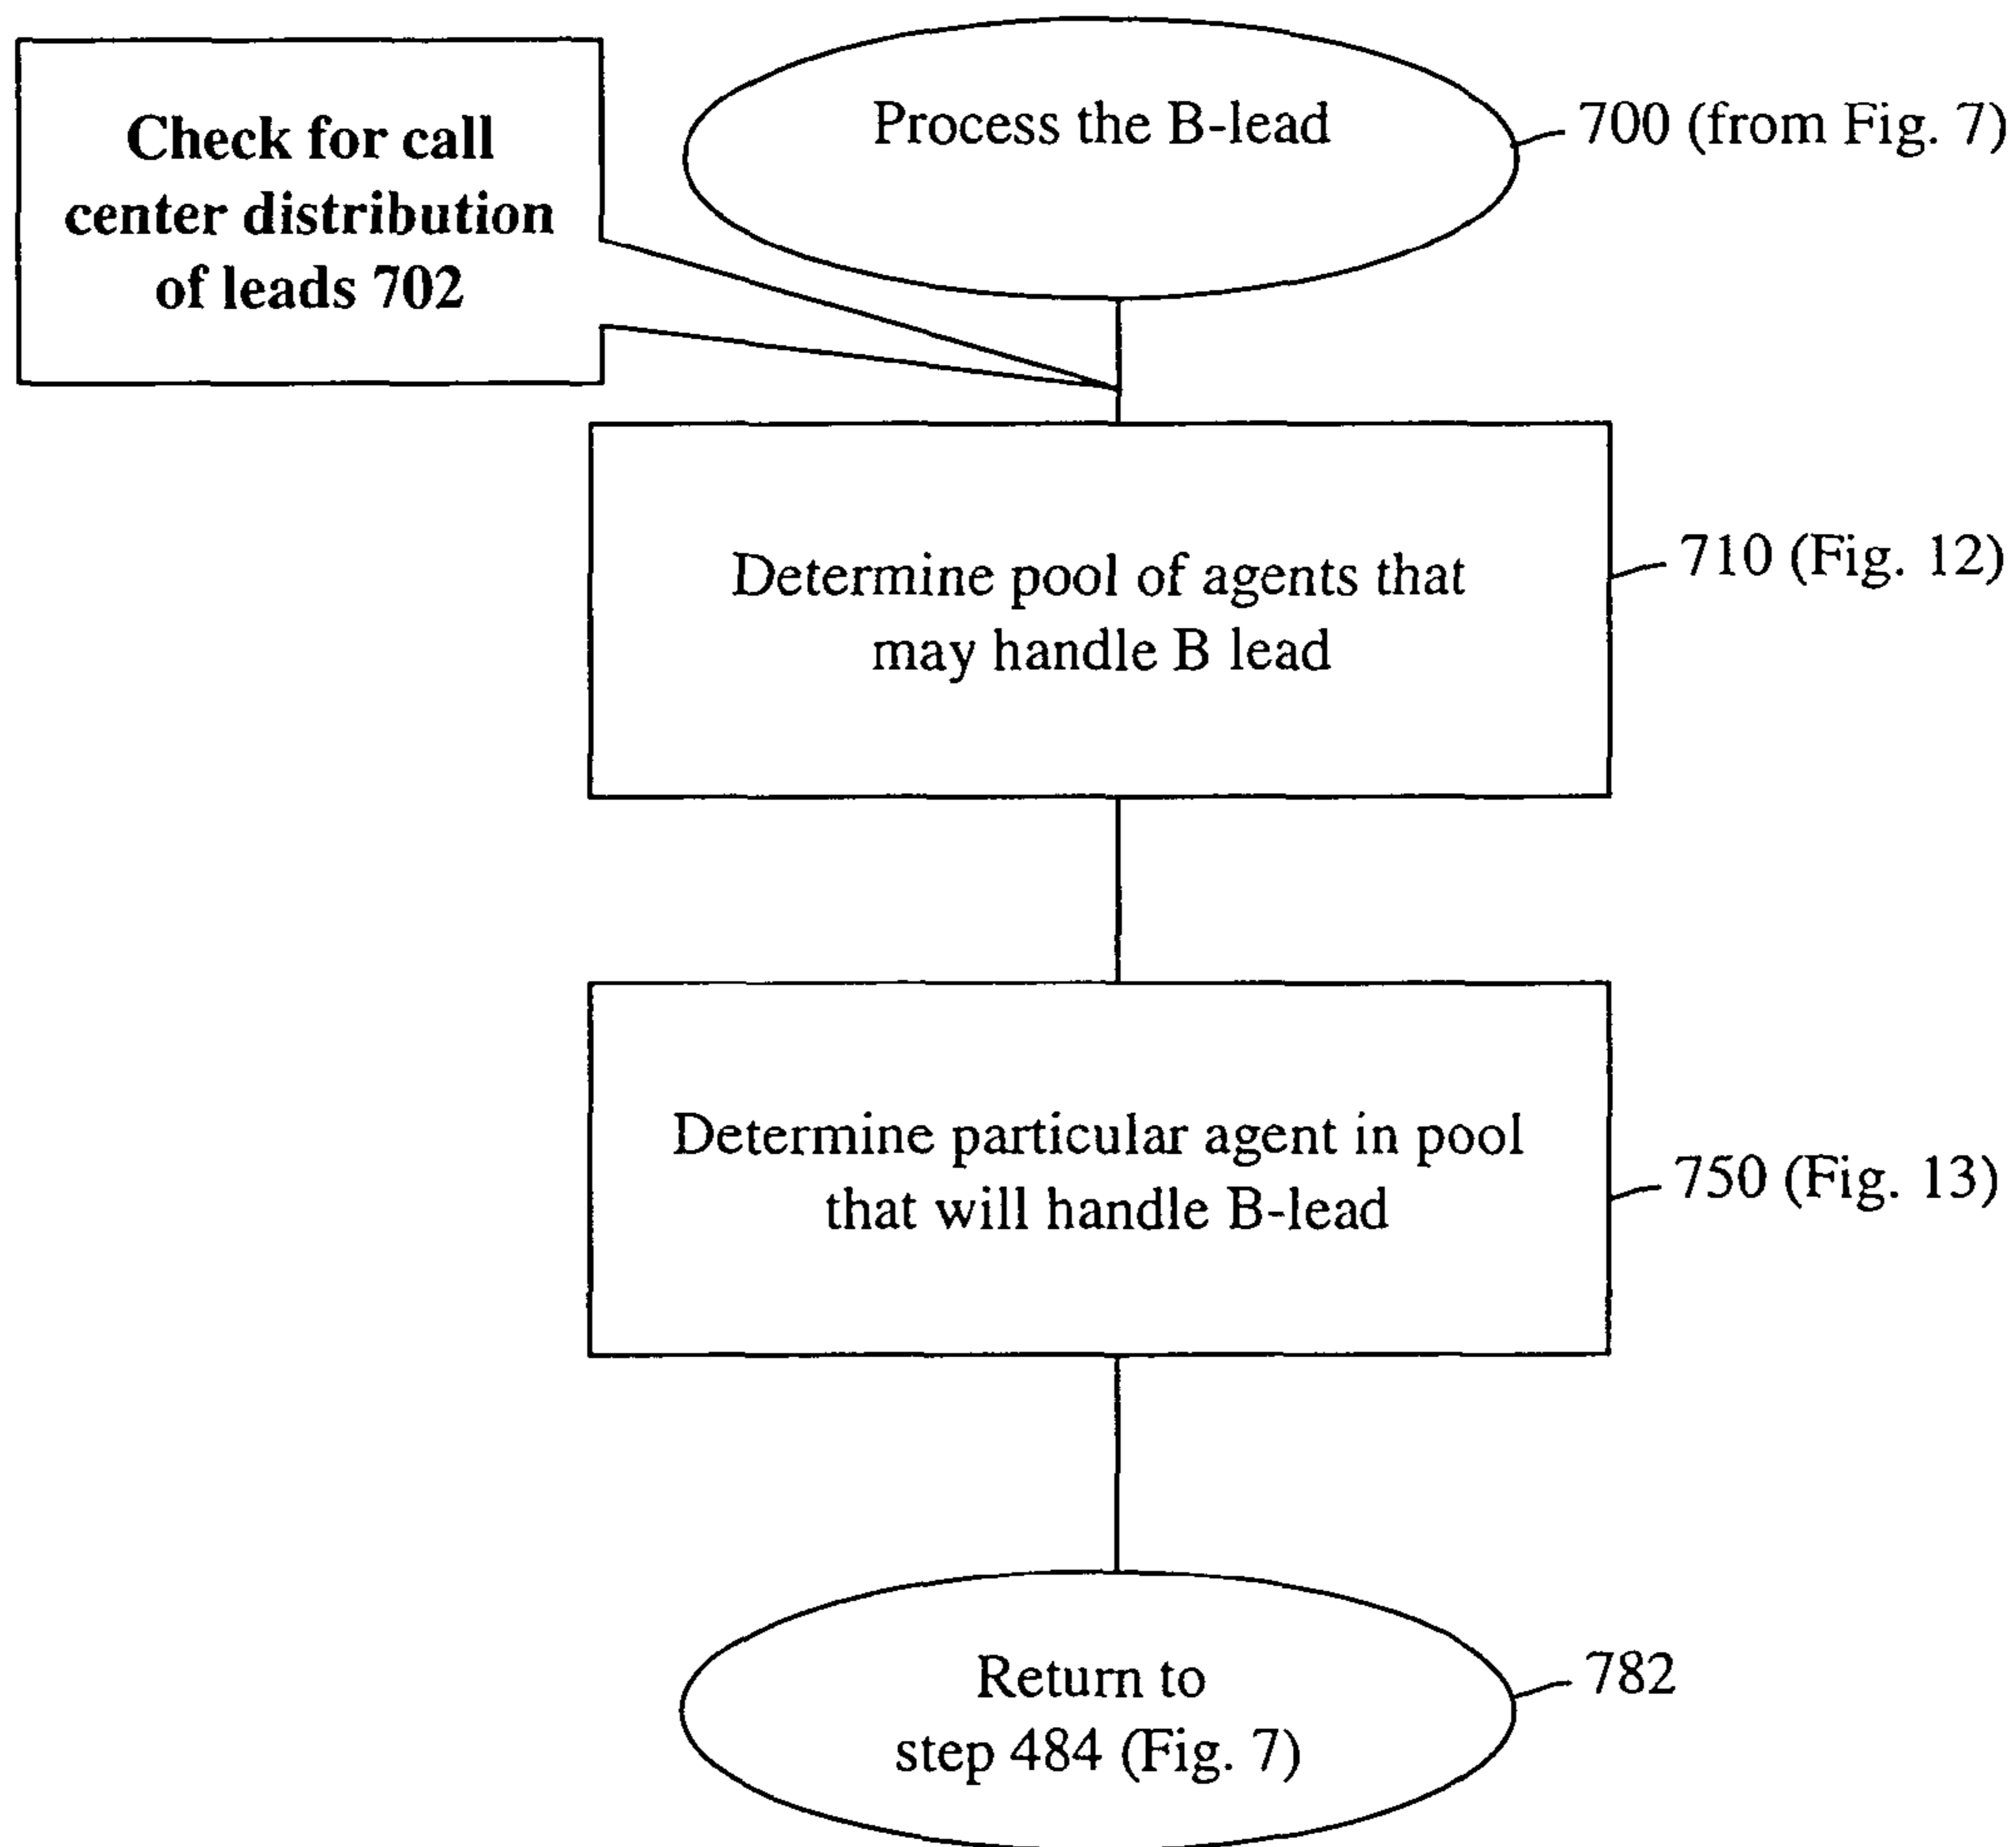 Check for call
center distribution
of leads 702
Process the B-lead
700 (from Fig. 7)
Determine pool of agents that
may handle B lead
710 (Fig. 12)
Determine particular agent in pool
that will handle B-lead
750 (Fig. 13)
Return to
step 484 (Fig. 7)
782